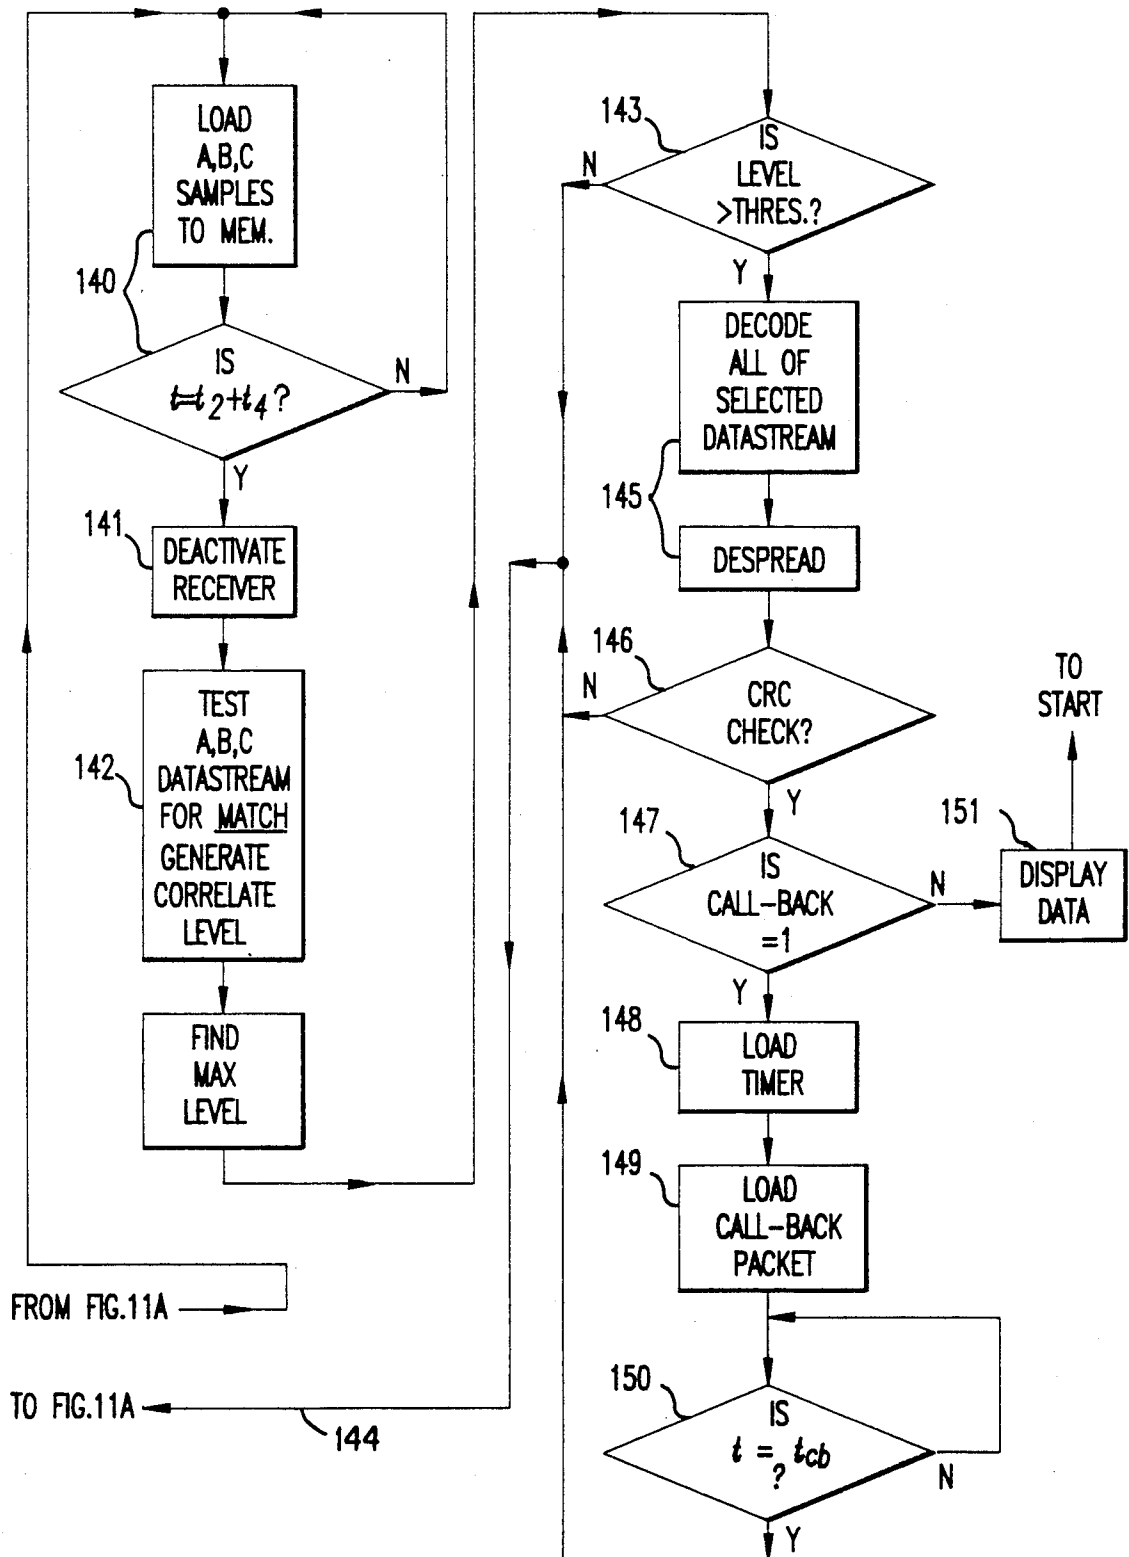 LOAD
A,B,C
SAMPLES
TO MEM.
140
IS
t=t2+t4?
N
Y
141
DEACTIVATE
RECEIVER
142
TEST
A,B,C
DATASTREAM
FOR MATCH
GENERATE
CORRELATE
LEVEL
FIND
MAX
LEVEL
FROM FIG.11A
TO FIG.11A
144
143
IS
LEVEL
>THRES.?
N
Y
DECODE
ALL OF
SELECTED
DATASTREAM
145
DESPREAD
146
CRC
CHECK?
N
Y
147
IS
CALL-BACK
=1
N
Y
151
DISPLAY
DATA
TO
START
148
LOAD
TIMER
149
LOAD
CALL-BACK
PACKET
150
IS
t = tcb
?
N
Y